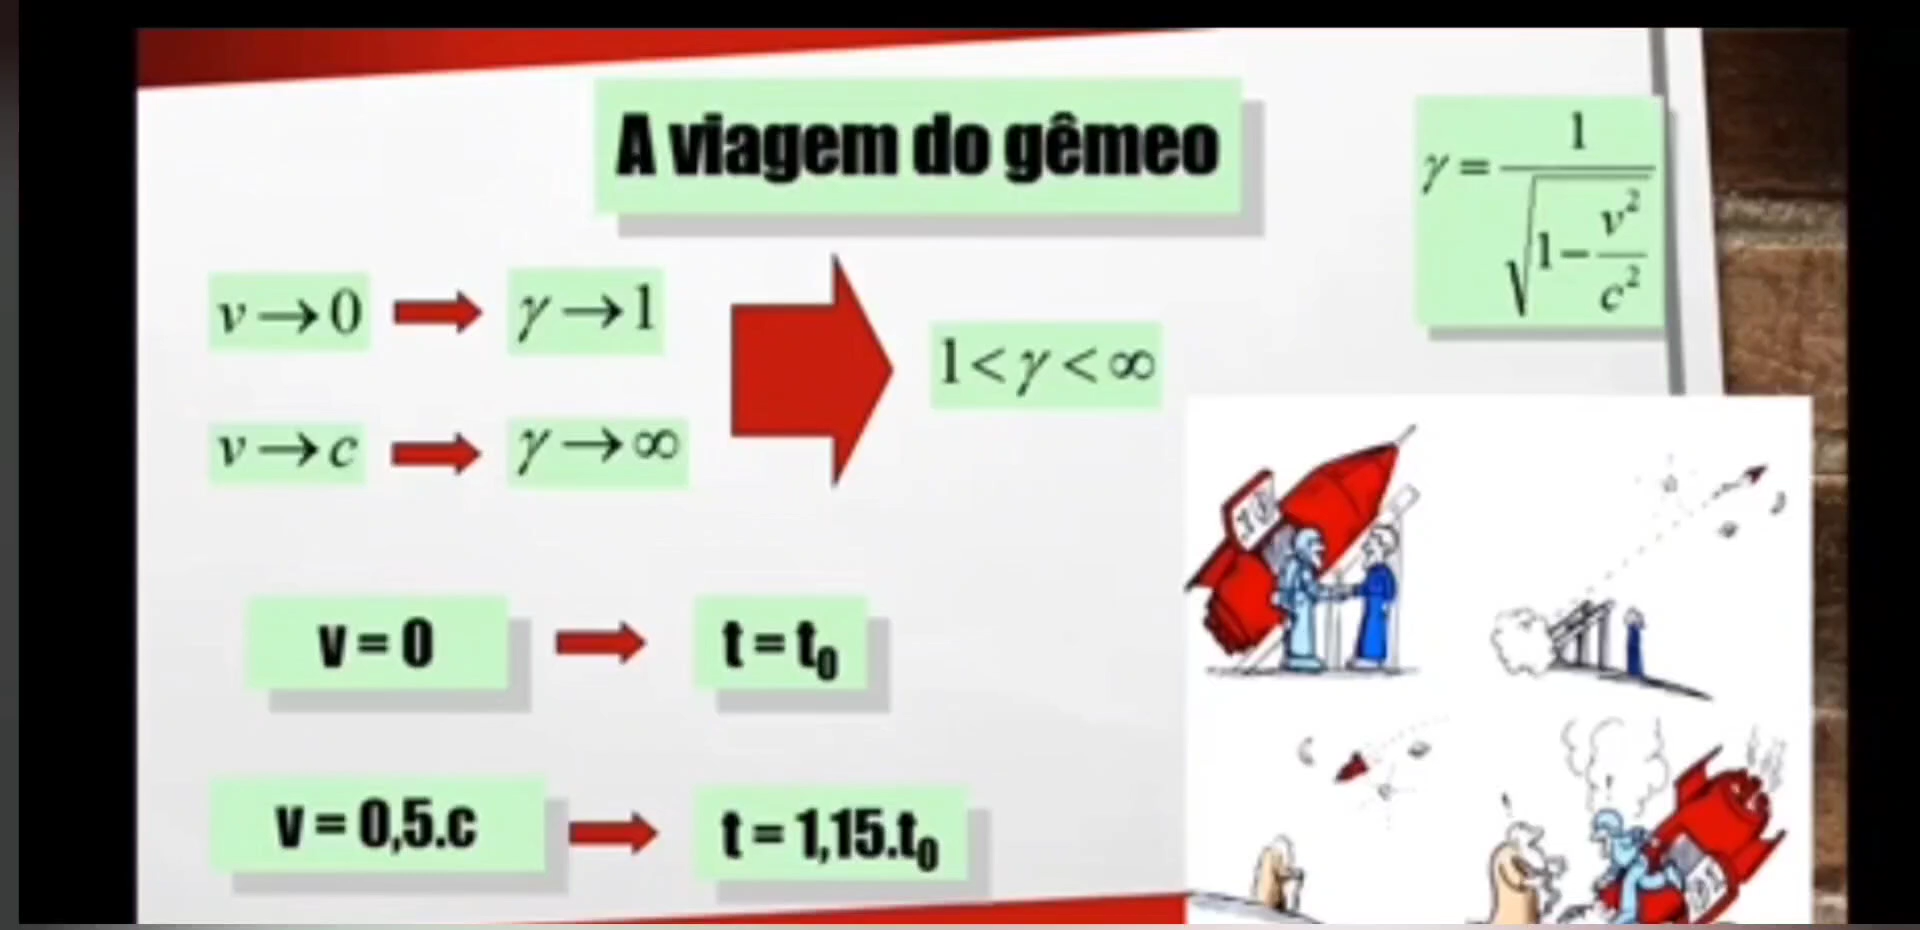 A viagem do gêmeo
γ = 1 / √(1 − v²/c²)
v → 0
γ → 1
1 < γ < ∞
v → c
γ → ∞
v = 0
t = t₀
v = 0,5.c
t = 1,15.t₀